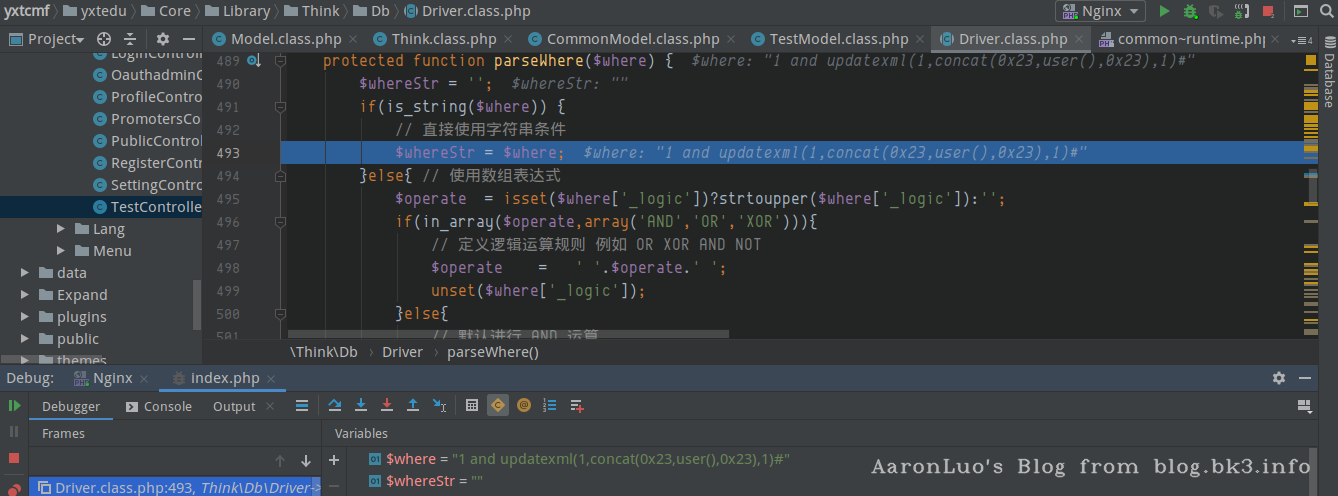 yxtcmf yxtedu Core Library Think Db Driver.class.php Nginx
Project Model.class.php Think.class.php CommonModel.class.php TestModel.class.php Driver.class.php common~runtime.php 4
LoginControl
OauthadminC
ProfileContro
PromotersCo
PublicControl
RegisterContr
SettingContro
TestControlle
Lang
Menu
data
Expand
plugins
public
themes
489 protected function parseWhere($where) { $where: "1 and updatexml(1,concat(0x23,user(),0x23),1)#"
490 $whereStr = ''; $whereStr: ""
491 if(is_string($where)) {
492 // 直接使用字符串条件
493 $whereStr = $where; $where: "1 and updatexml(1,concat(0x23,user(),0x23),1)#"
494 }else{ // 使用数组表达式
495 $operate = isset($where['_logic'])?strtoupper($where['_logic']):'';
496 if(in_array($operate,array('AND','OR','XOR'))){
497 // 定义逻辑运算规则 例如 OR XOR AND NOT
498 $operate = ' '.$operate.' ';
499 unset($where['_logic']);
500 }else{
501 // 默认进行 AND 运算
Database
\Think\Db Driver parseWhere()
Debug: Nginx index.php
Debugger Console Output
Frames Variables
$where = "1 and updatexml(1,concat(0x23,user(),0x23),1)#"
$whereStr = ""
Driver.class.php:493, Think\Db\Driver->
AaronLuo's Blog from blog.bk3.info